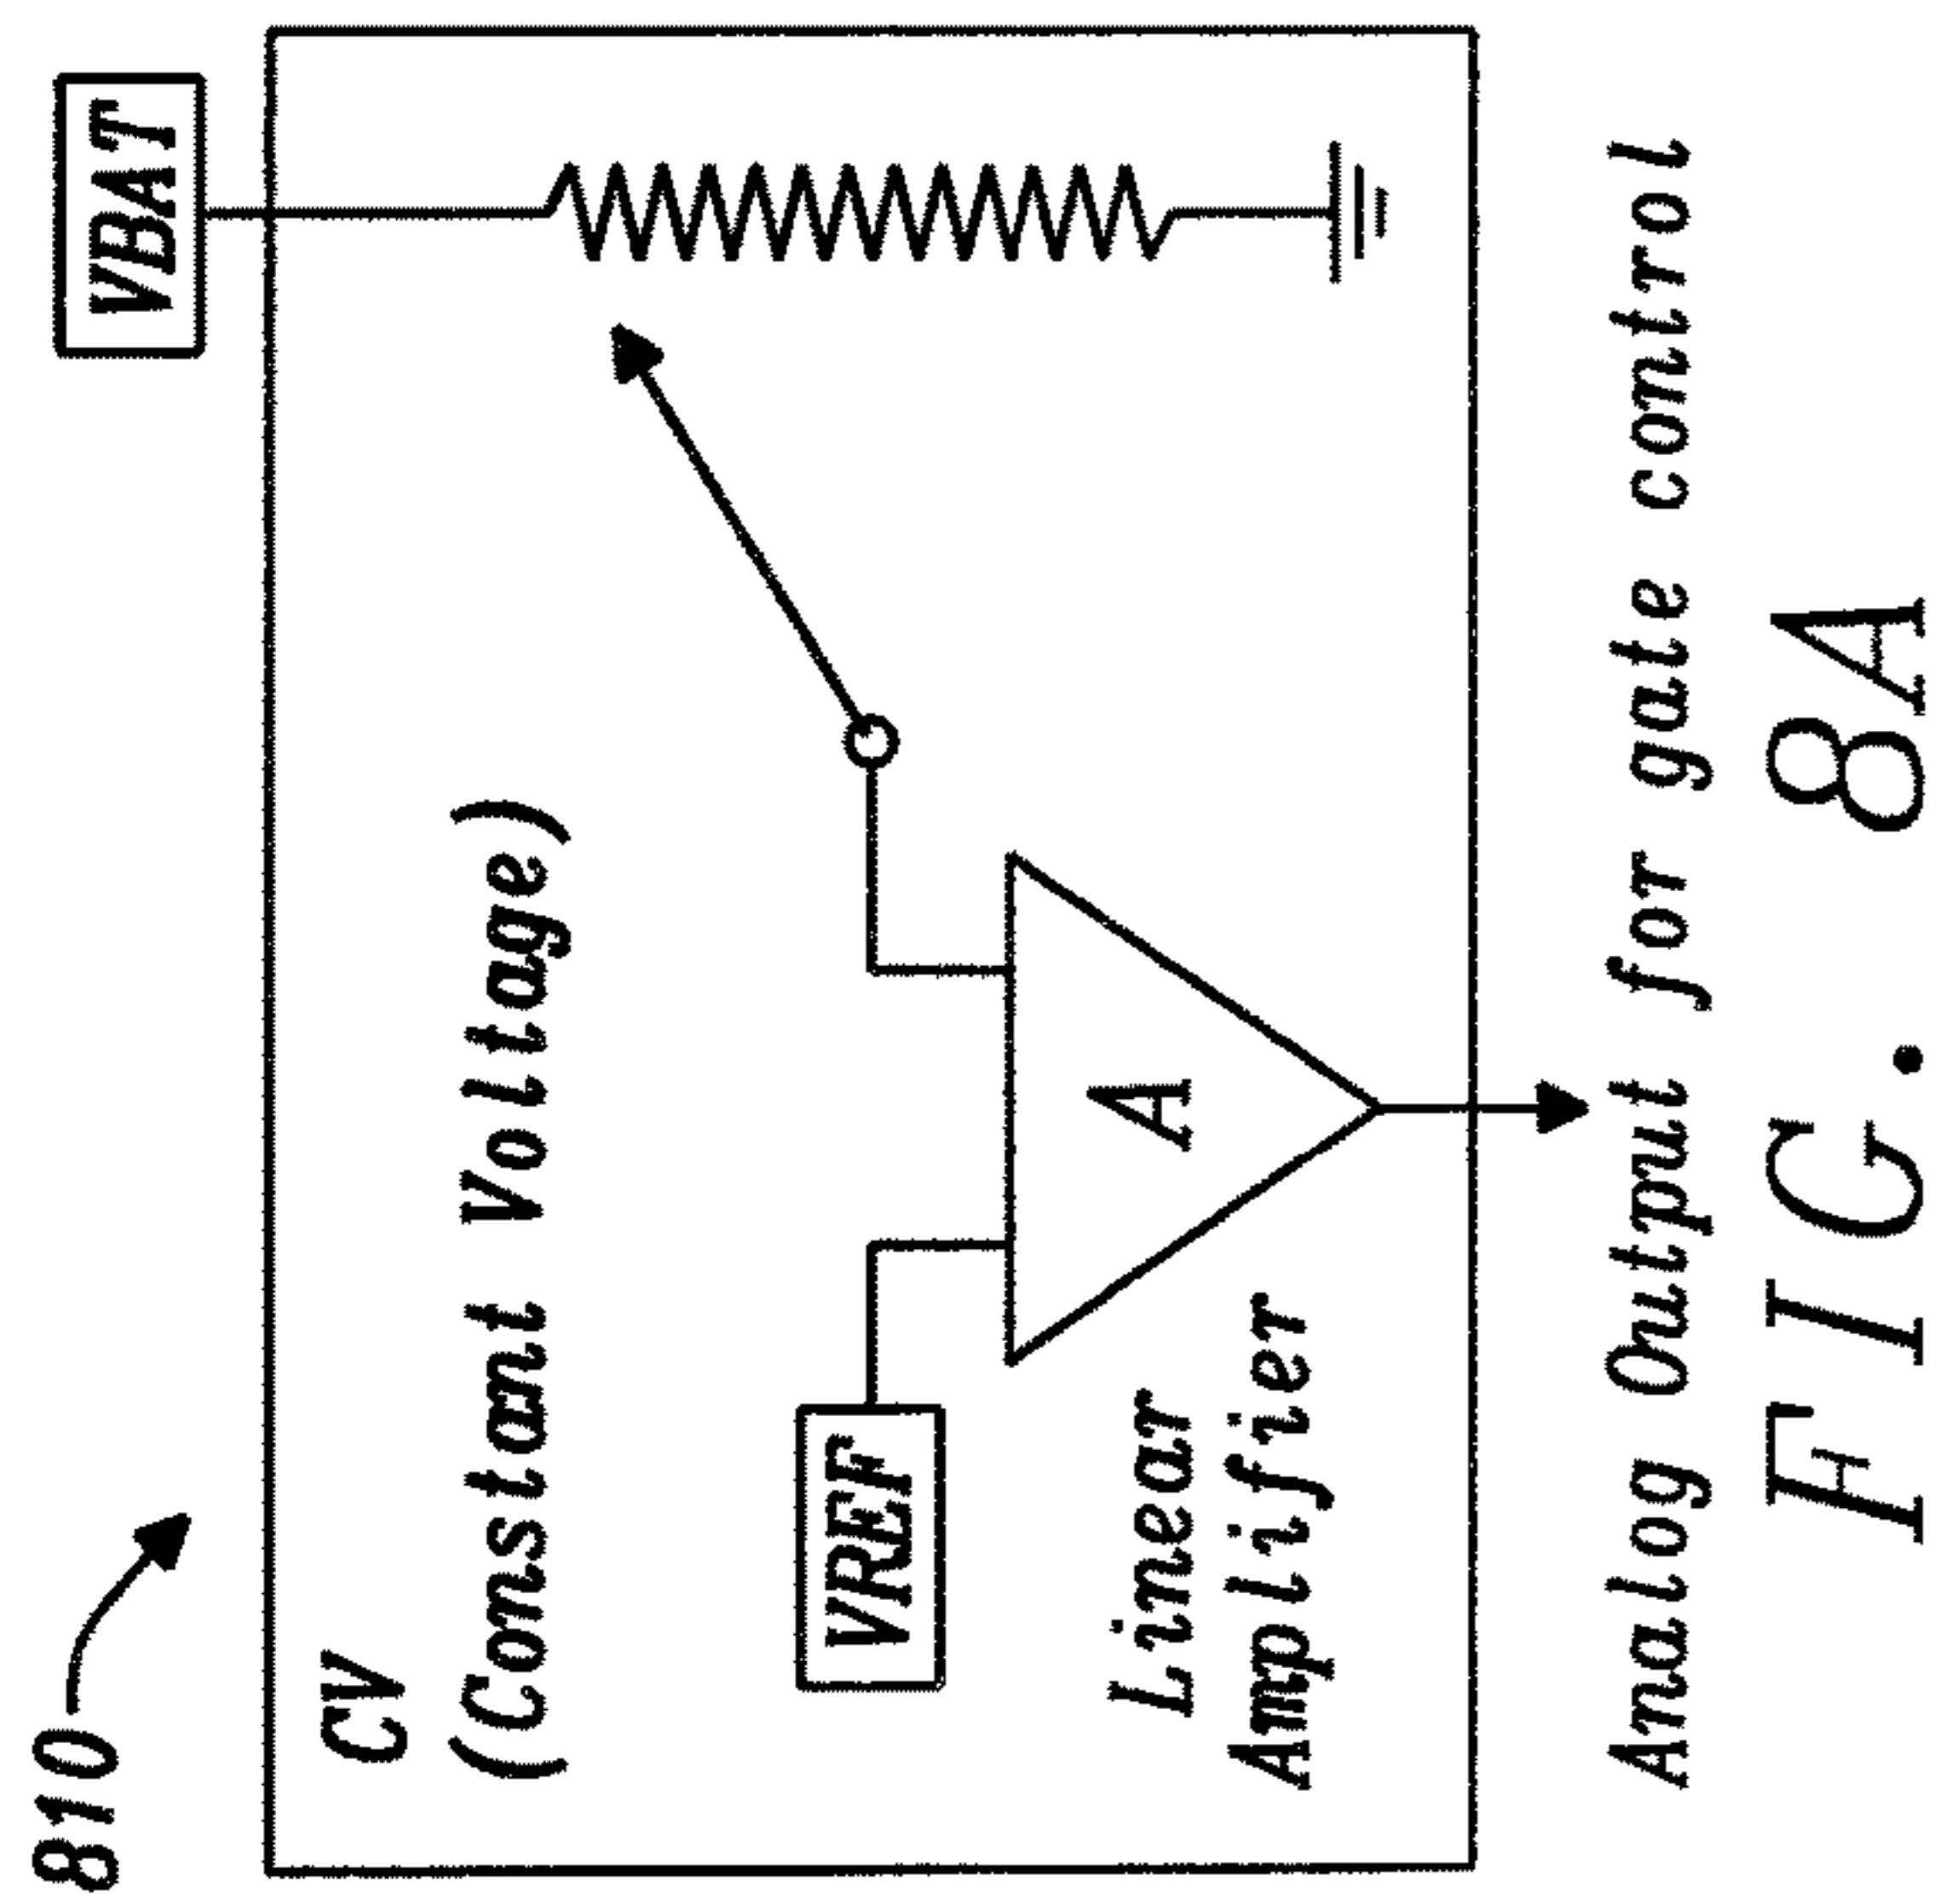 810
VBAT
CV
(Constant Voltage)
VREF
A
Linear
Amplifier
Analog Output for gate control
FIG. 8A